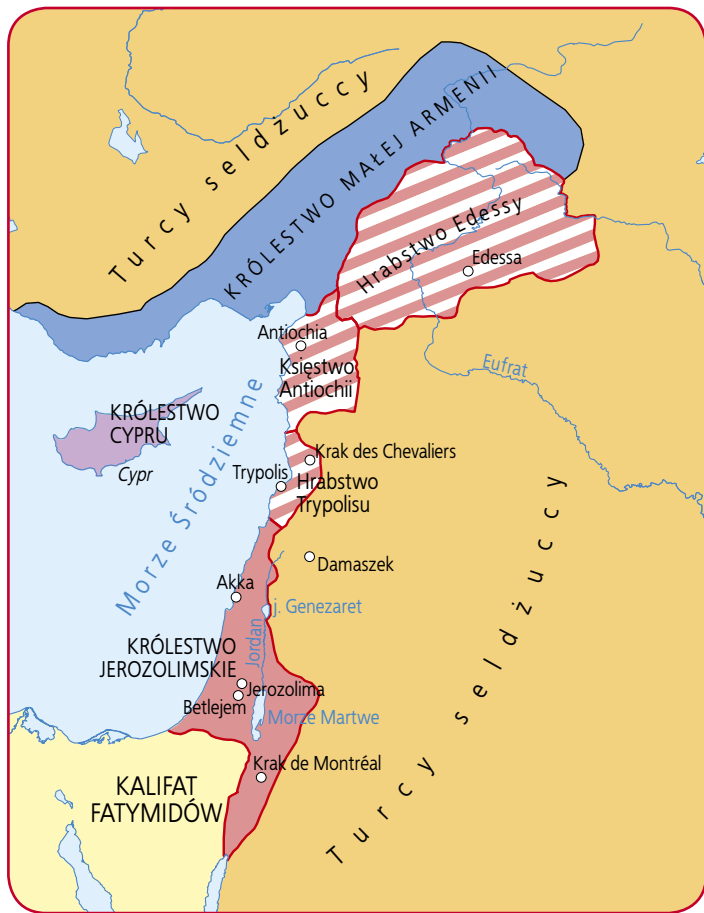 Turcy seldżuccy
KRÓLESTWO MAŁEJ ARMENII
Hrabstwo Edessy
Edessa
Antiochia
Księstwo
Antiochii
Eufrat
KRÓLESTWO
CYPRU
Cypr
Morze Śródziemne
Krak des Chevaliers
Trypolis
Hrabstwo
Trypolisu
Damaszek
Akka
j. Genezaret
Jordan
KRÓLESTWO
JEROZOLIMSKIE
Jerozolima
Betlejem
Morze Martwe
Krak de Montréal
KALIFAT
FATYMIDÓW
Turcy seldżuccy